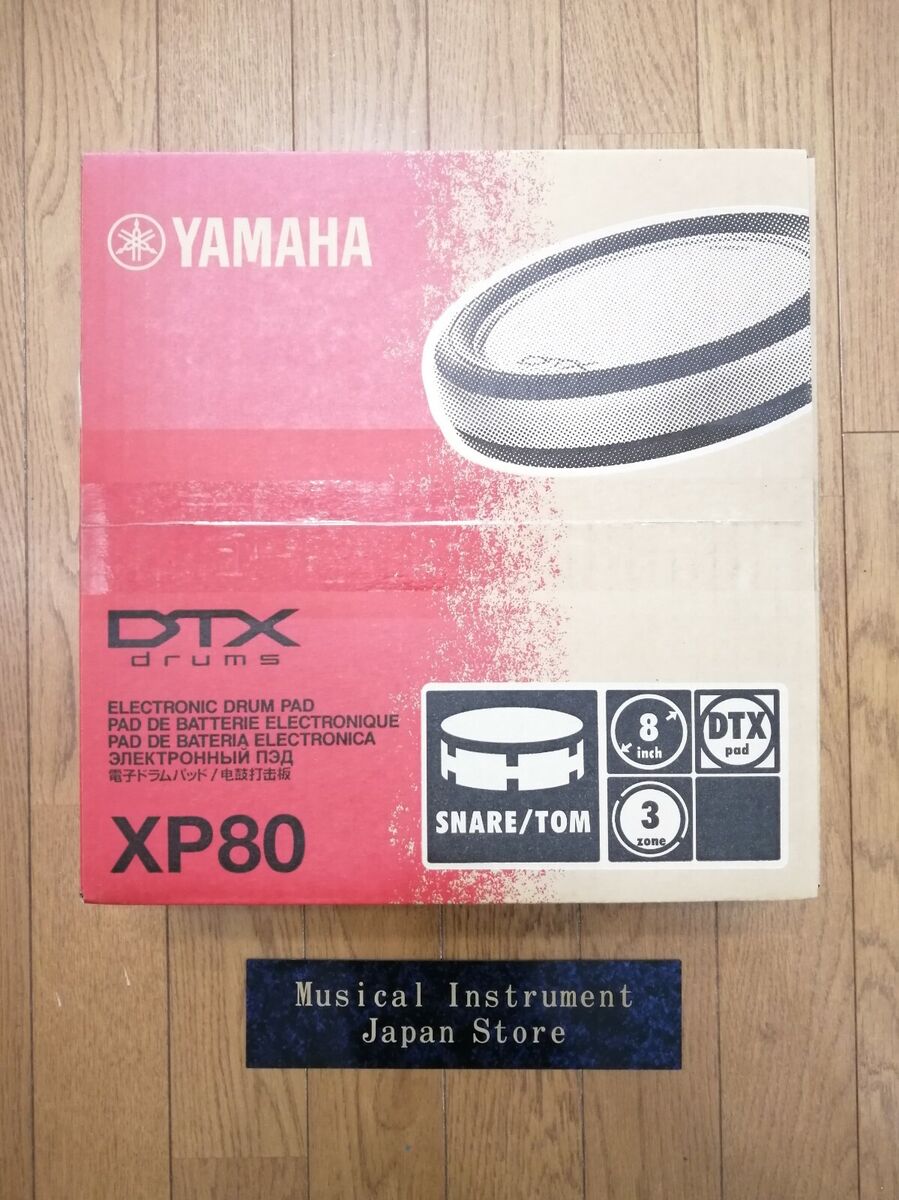 YAMAHA
DTX
drums
ELECTRONIC DRUM PAD
PAD DE BATTERIE ELECTRONIQUE
PAD DE BATERIA ELECTRONICA
ЭЛЕКТРОННЫЙ ПЭД
電子ドラムパッド/电鼓打击板
XP80
SNARE/TOM
8
inch
DTX
pad
3
zone
Musical Instrument
Japan Store